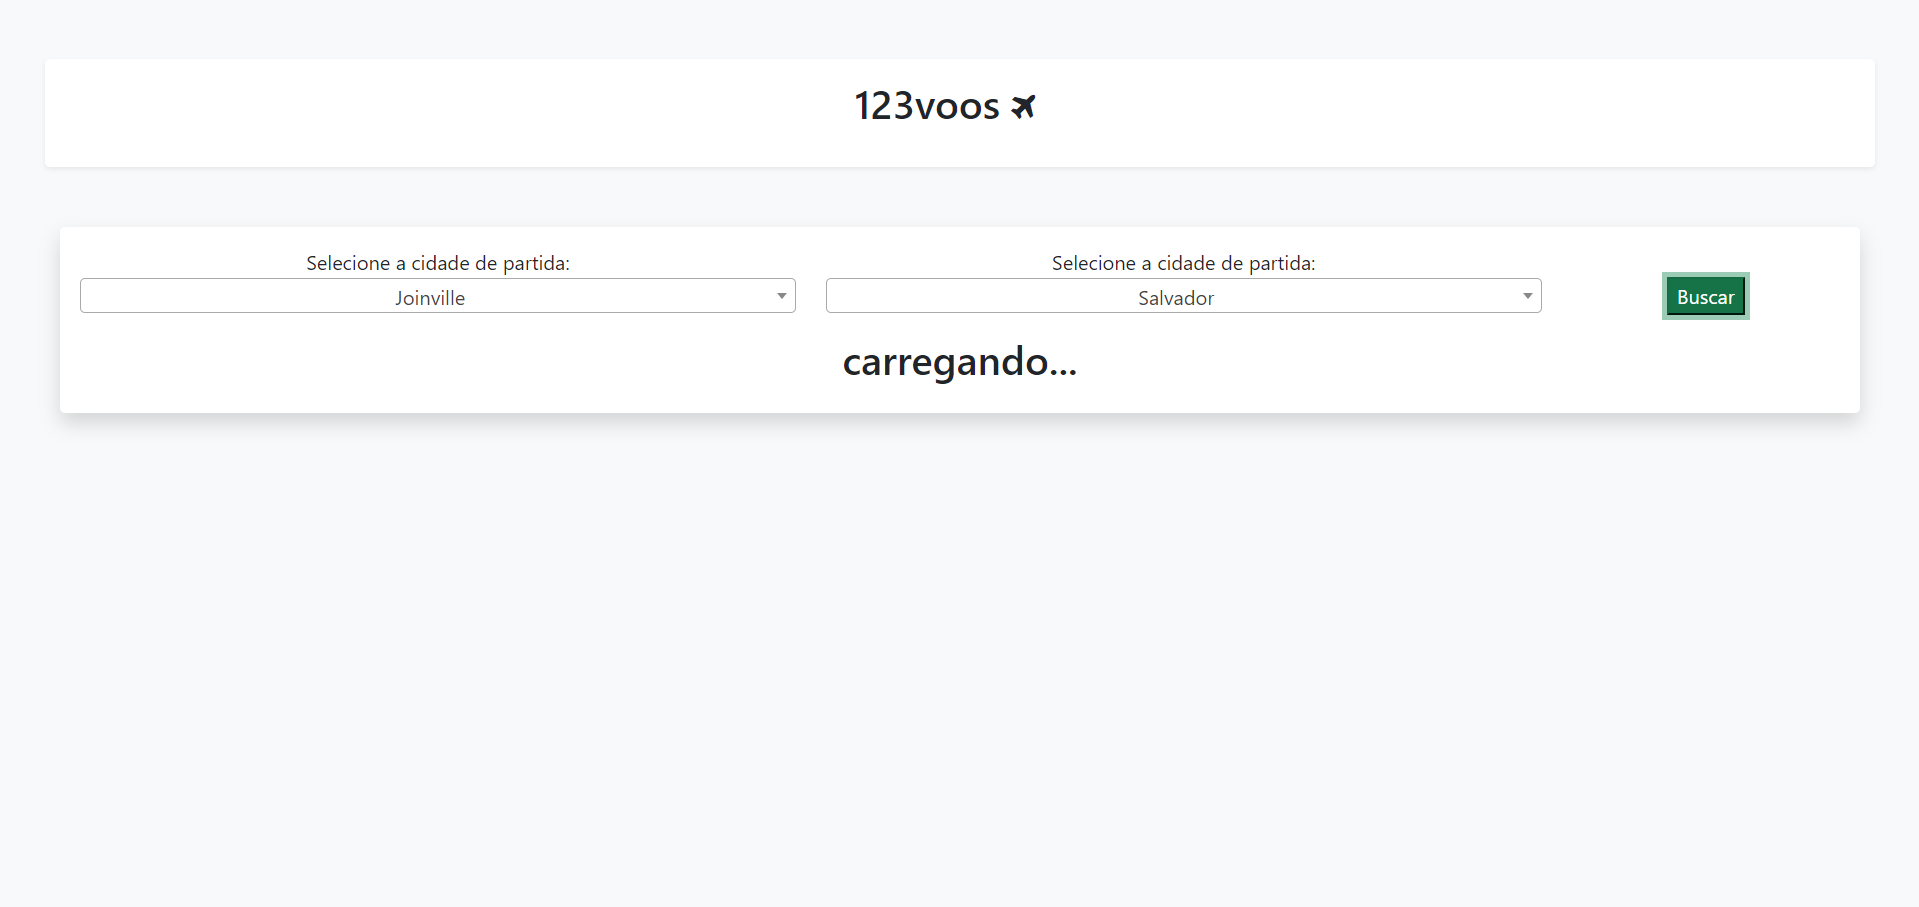 123voos
Selecione a cidade de partida:
Joinville
Selecione a cidade de partida:
Salvador
Buscar
carregando...